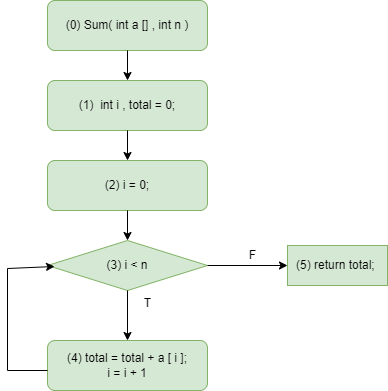 (0) Sum( int a [] , int n )
(1)  int i , total = 0;
(2) i = 0;
(3) i < n
F
(5) return total;
T
(4) total = total + a [ i ];
i = i + 1